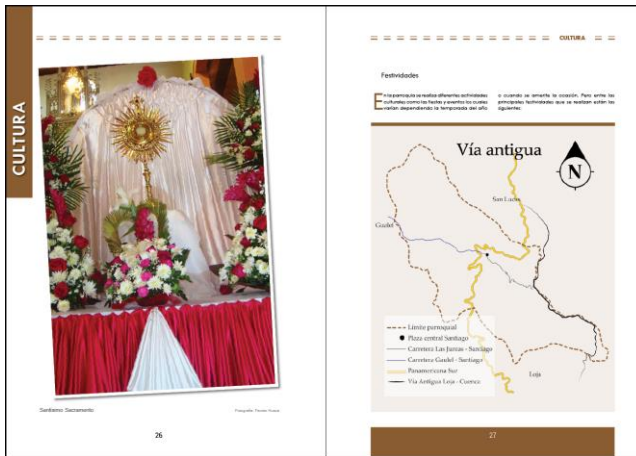 CULTURA
Santísimo Sacramento
26
CULTURA
Festividades
En la parroquia se realiza diferentes actividades
culturales como las fiestas y eventos los cuales
varían dependiendo la temporada del año
o cuando se amerite la ocasión. Pero entre las
principales festividades que se realizan están las
siguientes:
Vía antigua
N
San Lucas
Gualel
Límite parroquial
Plaza central Santiago
Carretera Las Juntas - Santiago
Carretera Gualel - Santiago
Panamericana Sur
Vía Antigua Loja - Cuenca
Loja
27